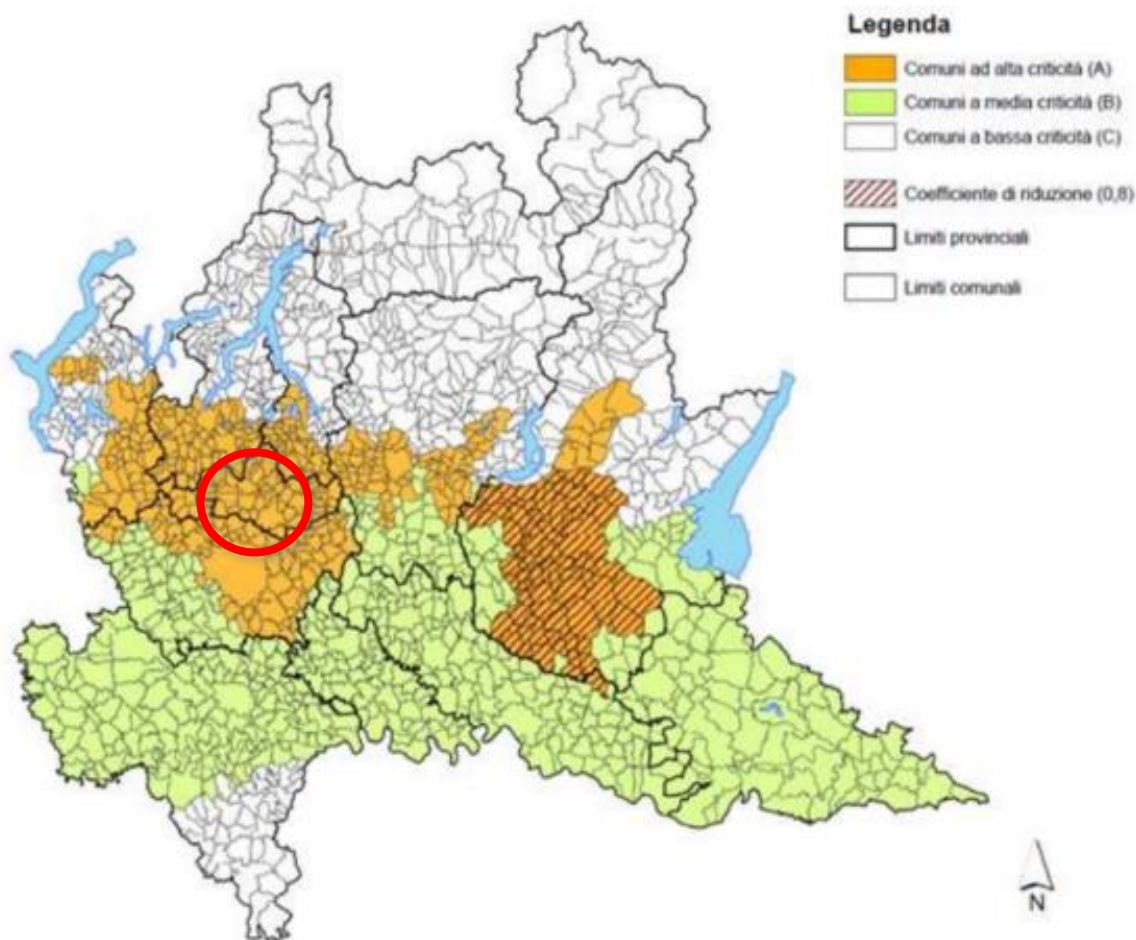 Legenda
Comuni ad alta criticità (A)
Comuni a media criticità (B)
Comuni a bassa criticità (C)
Coefficiente di riduzione (0,8)
Limiti provinciali
Limiti comunali
N